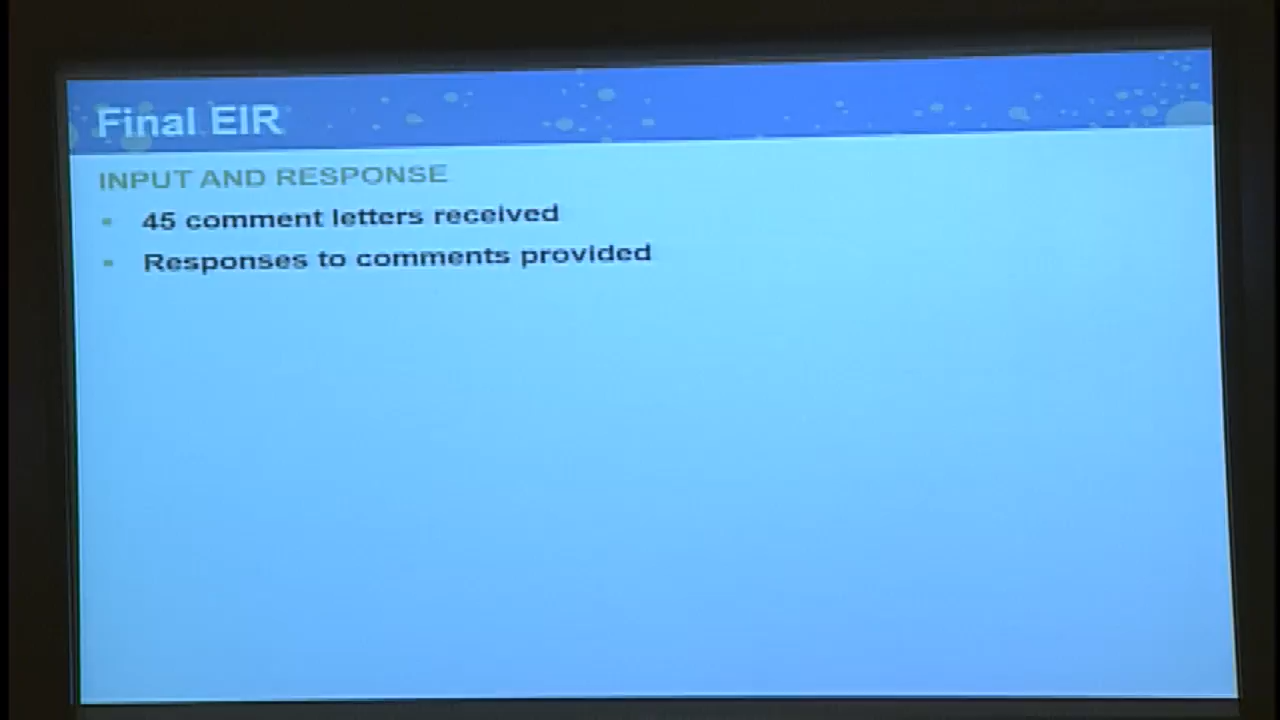 Final EIR
INPUT AND RESPONSE
▪ 45 comment letters received
▪ Responses to comments provided